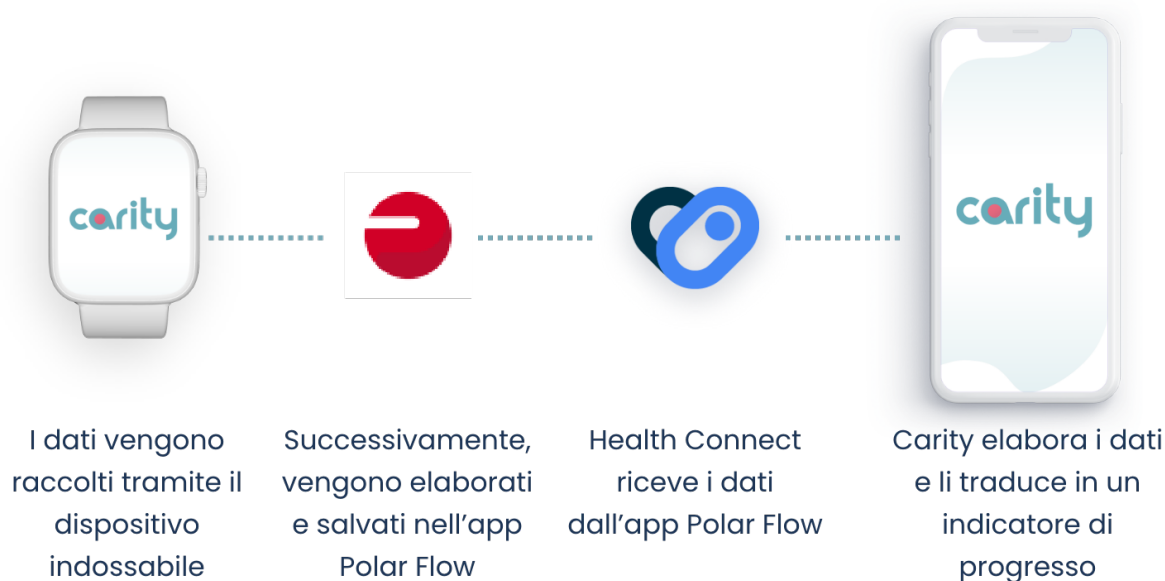 carity
carity
I dati vengono
raccolti tramite il
dispositivo
indossabile
Successivamente,
vengono elaborati
e salvati nell’app
Polar Flow
Health Connect
riceve i dati
dall’app Polar Flow
Carity elabora i dati
e li traduce in un
indicatore di
progresso